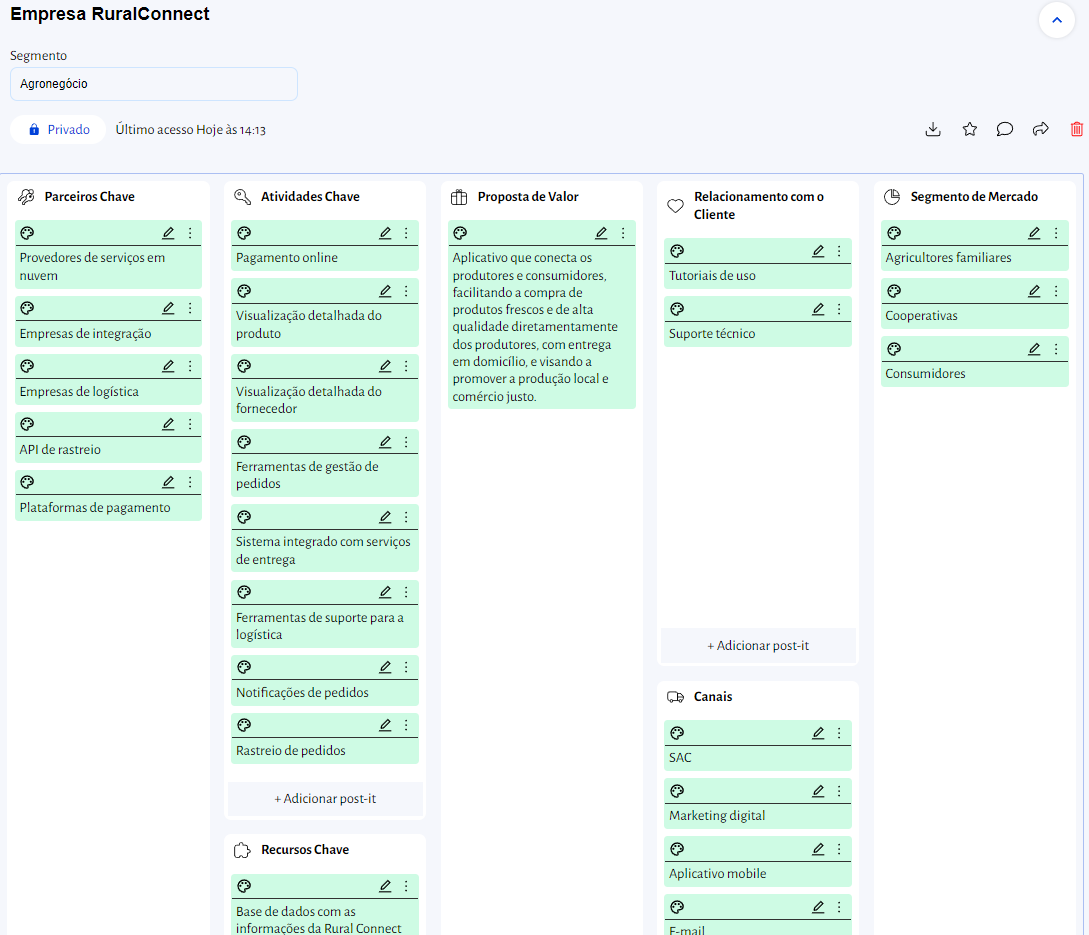 Empresa RuralConnect
Segmento
Agronegócio
Privado
Último acesso Hoje às 14:13
Parceiros Chave
Provedores de serviços em
nuvem
Empresas de integração
Empresas de logística
API de rastreio
Plataformas de pagamento
Atividades Chave
Pagamento online
Visualização detalhada do
produto
Visualização detalhada do
fornecedor
Ferramentas de gestão de
pedidos
Sistema integrado com serviços
de entrega
Ferramentas de suporte para a
logística
Notificações de pedidos
Rastreio de pedidos
+ Adicionar post-it
Recursos Chave
Base de dados com as
informações da Rural Connect
Proposta de Valor
Aplicativo que conecta os
produtores e consumidores,
facilitando a compra de
produtos frescos e de alta
qualidade diretamentamente
dos produtores, com entrega
em domicílio, e visando a
promover a produção local e
comércio justo.
Relacionamento com o
Cliente
Tutoriais de uso
Suporte técnico
+ Adicionar post-it
Canais
SAC
Marketing digital
Aplicativo mobile
E-mail
Segmento de Mercado
Agricultores familiares
Cooperativas
Consumidores